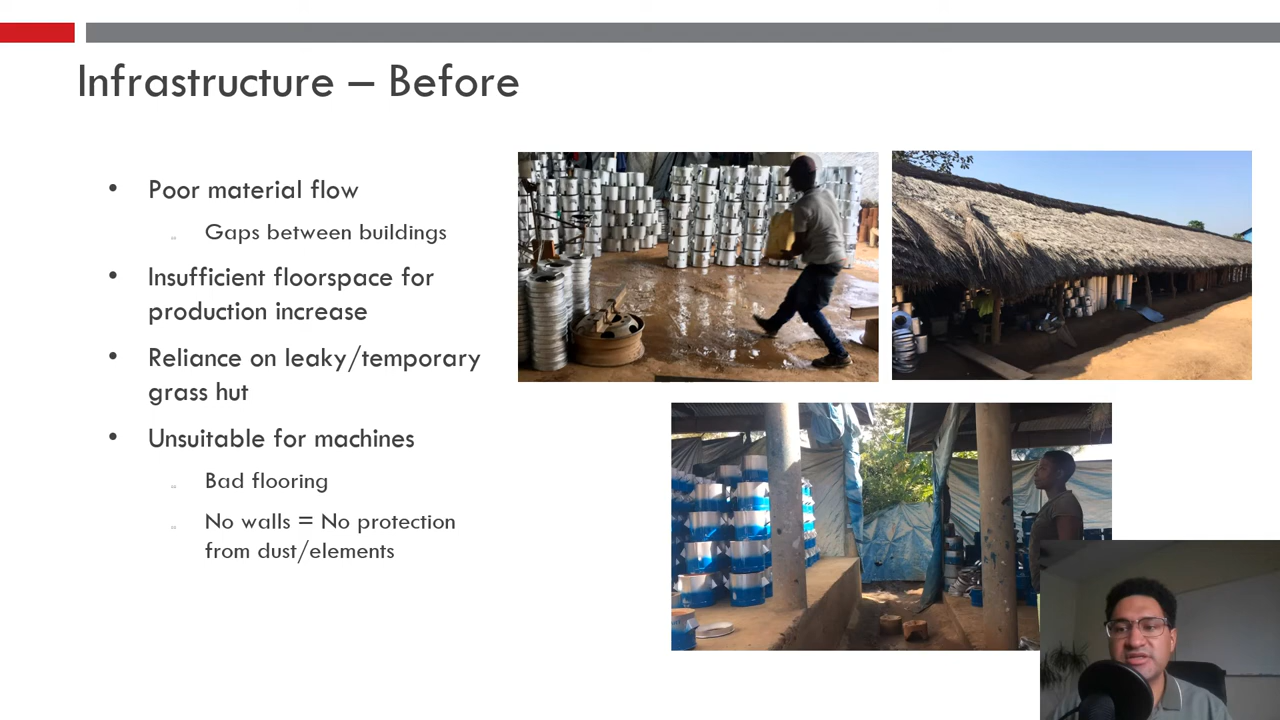 Infrastructure – Before
• Poor material flow
Gaps between buildings
• Insufficient floorspace for
production increase
• Reliance on leaky/temporary
grass hut
• Unsuitable for machines
Bad flooring
No walls = No protection
from dust/elements